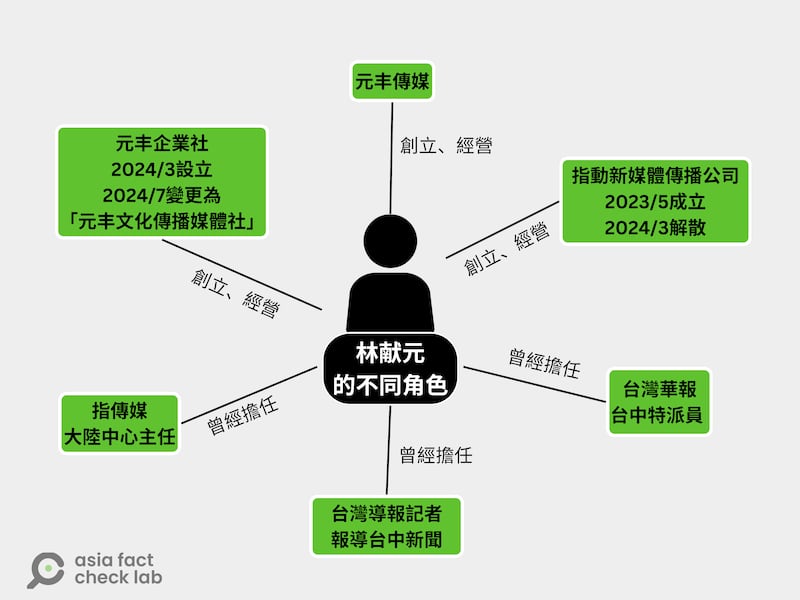 元丰傳媒
創立、經營
元丰企業社
2024/3設立
2024/7變更為
「元丰文化傳播媒體社」
創立、經營
指動新媒體傳播公司
2023/5成立
2024/3解散
創立、經營
林献元
的不同角色
指傳媒
大陸中心主任
曾經擔任
台灣導報記者
報導台中新聞
曾經擔任
台灣華報
台中特派員
曾經擔任
asia fact
check lab